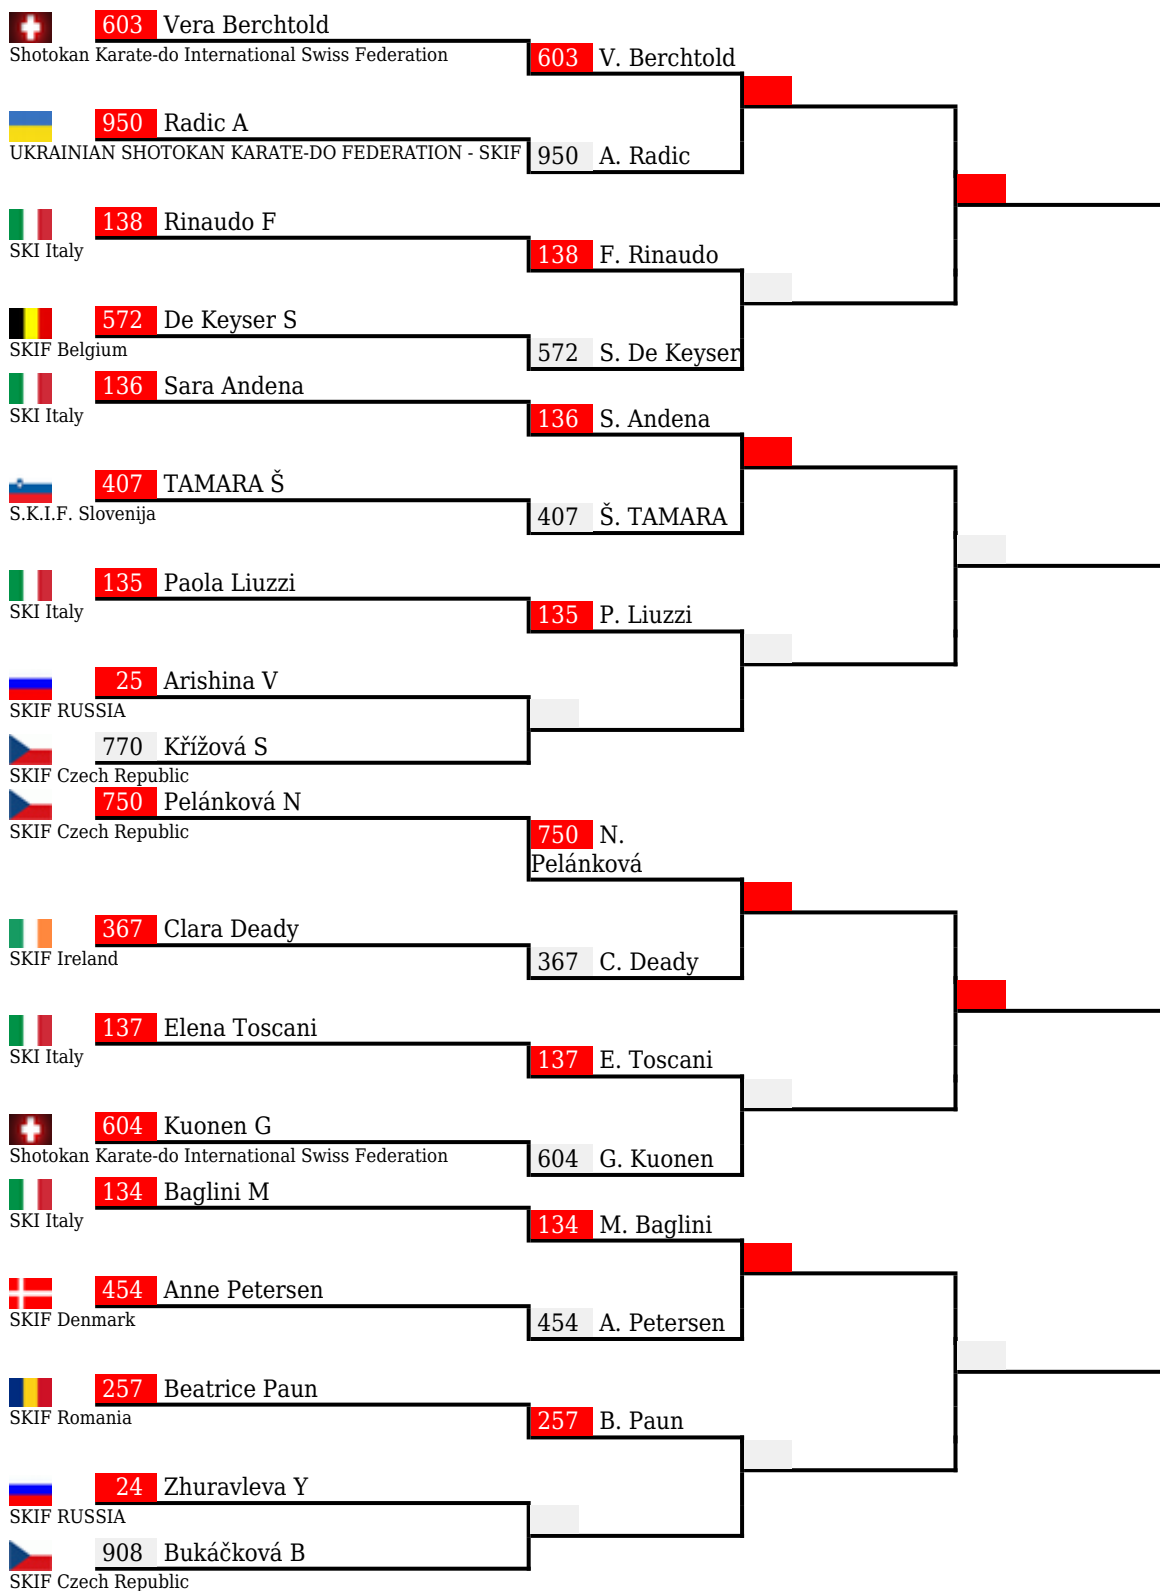 603 Vera Berchtold
Shotokan Karate-do International Swiss Federation
603 V. Berchtold
950 Radic A
UKRAINIAN SHOTOKAN KARATE-DO FEDERATION - SKIF
950 A. Radic
138 Rinaudo F
SKI Italy
138 F. Rinaudo
572 De Keyser S
SKIF Belgium
572 S. De Keyser
136 Sara Andena
SKI Italy
136 S. Andena
407 TAMARA Š
S.K.I.F. Slovenija
407 Š. TAMARA
135 Paola Liuzzi
SKI Italy
135 P. Liuzzi
25 Arishina V
SKIF RUSSIA
770 Křížová S
SKIF Czech Republic
750 Pelánková N
SKIF Czech Republic
750 N.
Pelánková
367 Clara Deady
SKIF Ireland
367 C. Deady
137 Elena Toscani
SKI Italy
137 E. Toscani
604 Kuonen G
Shotokan Karate-do International Swiss Federation
604 G. Kuonen
134 Baglini M
SKI Italy
134 M. Baglini
454 Anne Petersen
SKIF Denmark
454 A. Petersen
257 Beatrice Paun
SKIF Romania
257 B. Paun
24 Zhuravleva Y
SKIF RUSSIA
908 Bukáčková B
SKIF Czech Republic